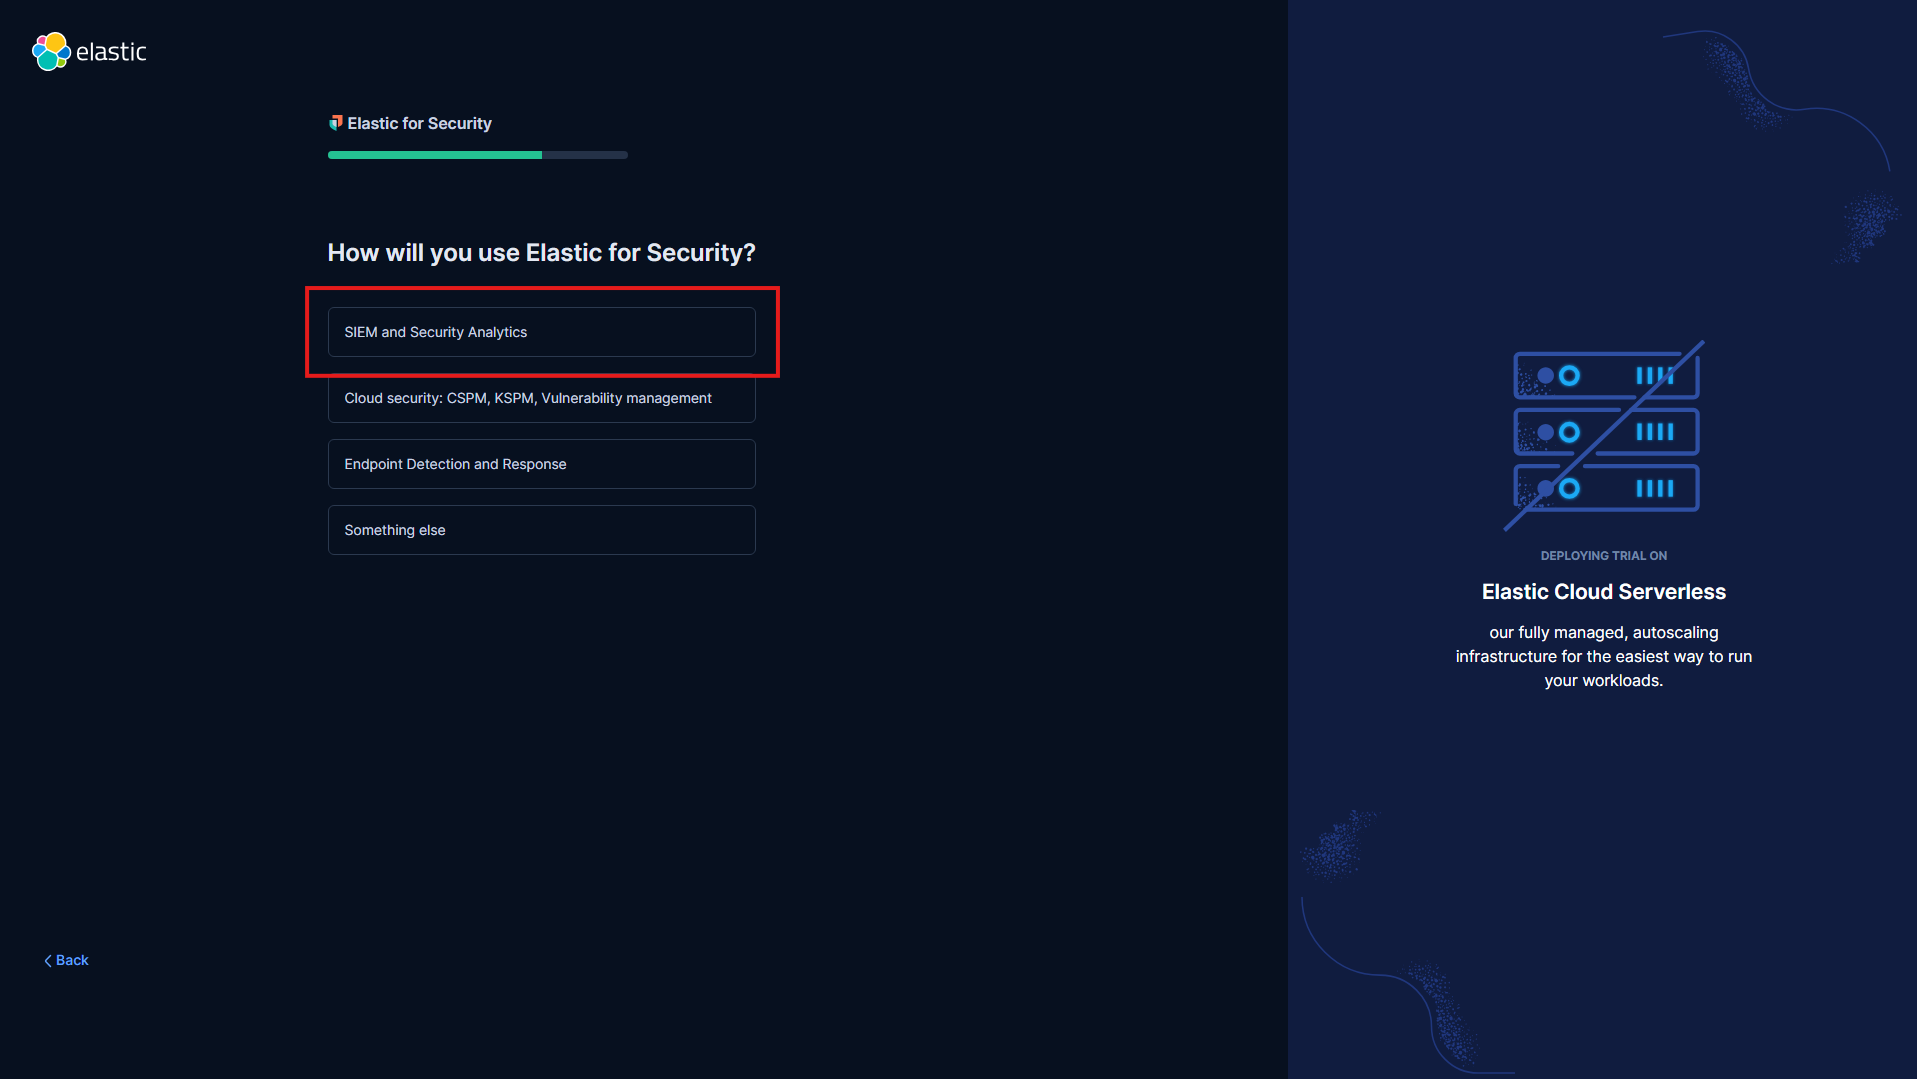 elastic
Elastic for Security
How will you use Elastic for Security?
SIEM and Security Analytics
Cloud security: CSPM, KSPM, Vulnerability management
Endpoint Detection and Response
Something else
Back
DEPLOYING TRIAL ON
Elastic Cloud Serverless
our fully managed, autoscaling
infrastructure for the easiest way to run
your workloads.